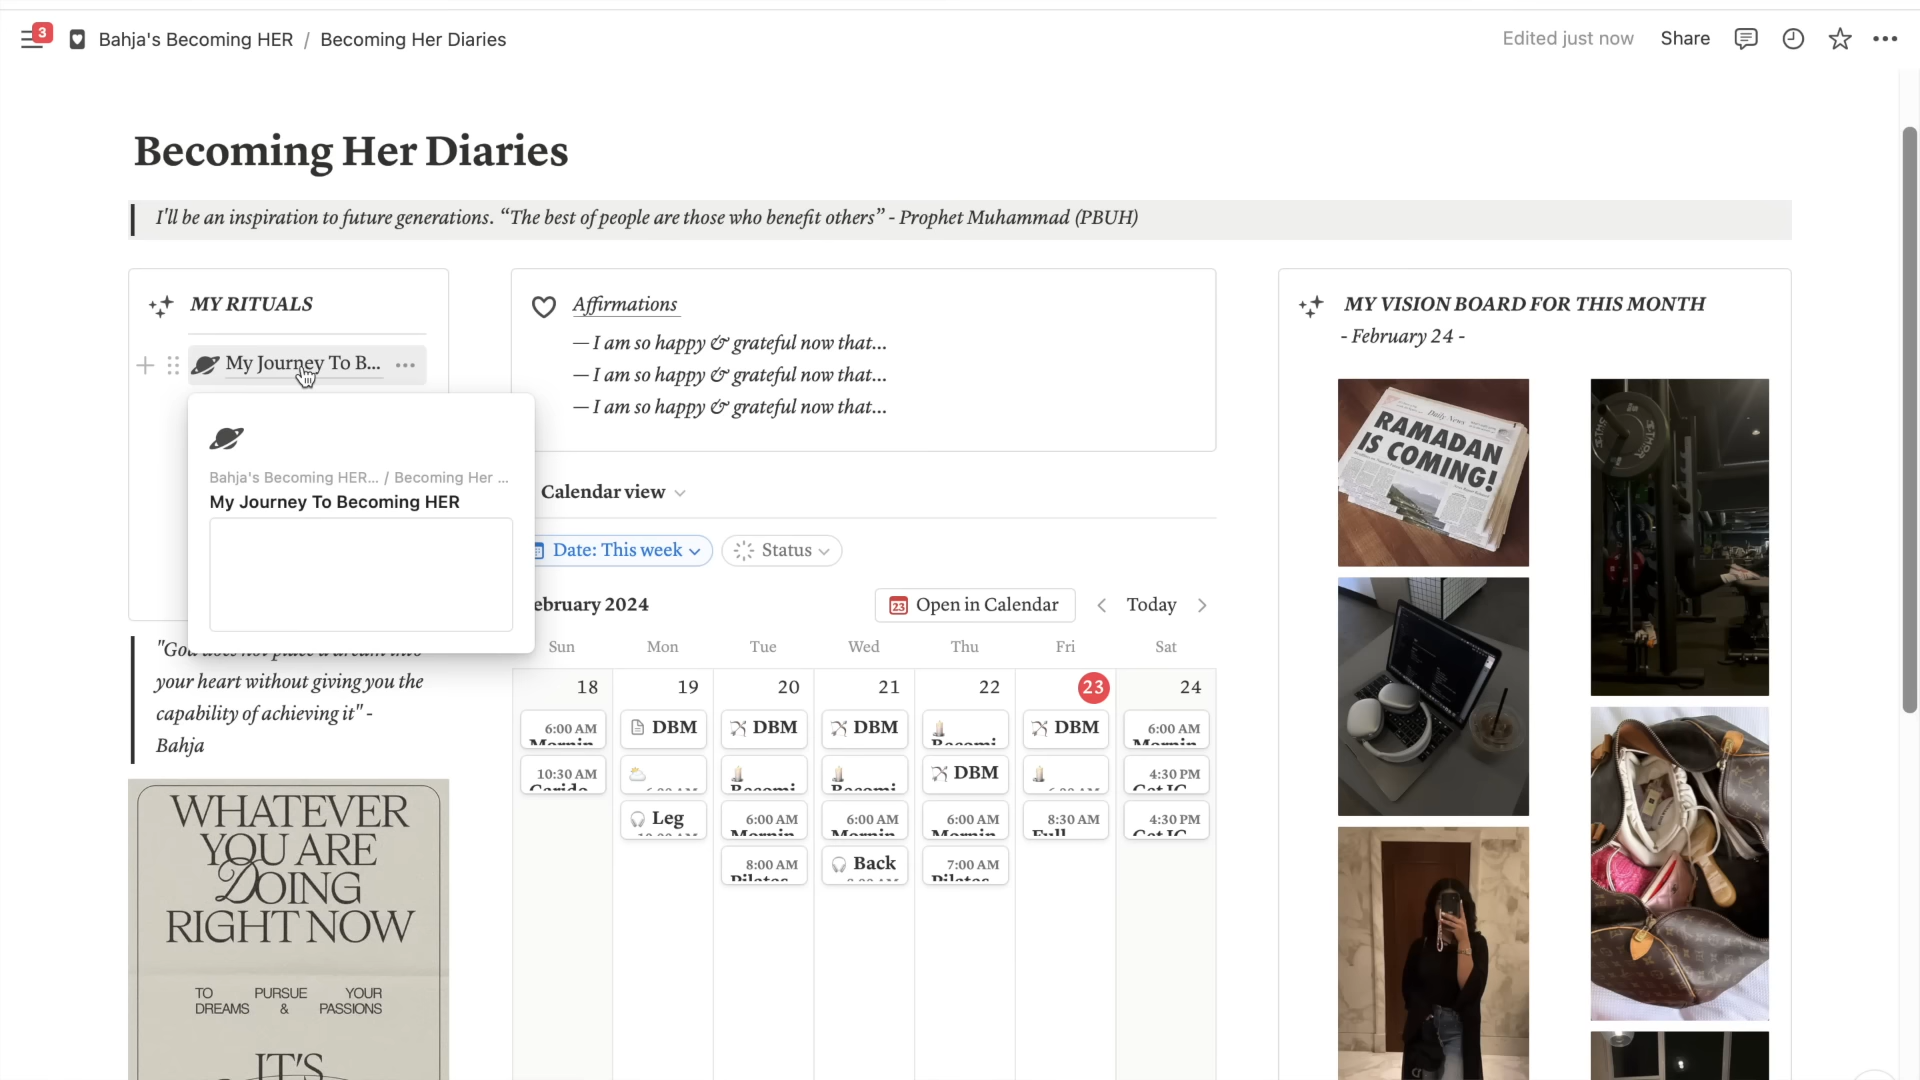 3
Bahja's Becoming HER / Becoming Her Diaries
Edited just now
Share
Becoming Her Diaries
I'll be an inspiration to future generations. “The best of people are those who benefit others” - Prophet Muhammad (PBUH)
MY RITUALS
My Journey To B...
Bahja's Becoming HER... / Becoming Her ...
My Journey To Becoming HER
your heart without giving you the
capability of achieving it" -
Bahja
WHATEVER
YOU ARE
DOING
RIGHT NOW
TO PURSUE YOUR
DREAMS & PASSIONS
IT'S
Affirmations
— I am so happy & grateful now that...
— I am so happy & grateful now that...
— I am so happy & grateful now that...
Calendar view
Date: This week
Status
ebruary 2024
23 Open in Calendar
Today
Sun Mon Tue Wed Thu Fri Sat
18 19 20 21 22 23 24
6:00 AM
DBM
DBM
DBM
DBM
6:00 AM
10:30 AM
DBM
4:30 PM
Leg
6:00 AM
6:00 AM
6:00 AM
8:30 AM
4:30 PM
8:00 AM
Back
7:00 AM
MY VISION BOARD FOR THIS MONTH
- February 24 -
Daily News
RAMADAN
IS COMING!